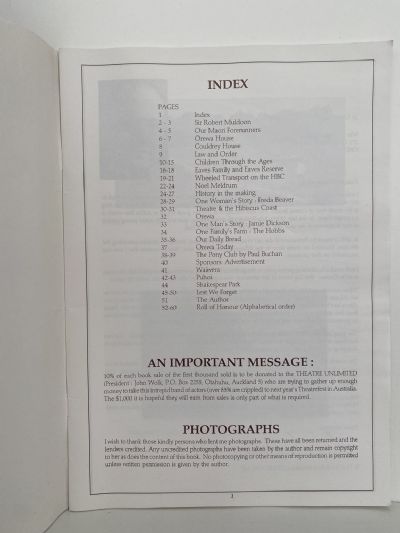 INDEX
PAGES
1 Index
2 - 3 Sir Robert Muldoon
4 - 5 Our Maori Forerunners
6 - 7 Orewa House
8 Couldrey House
9 Law and Order
10-15 Children Through the Ages
16-18 Eaves Family and Eaves Reserve
19-21 Wheeled Transport on the HBC
22-24 Noel Meldrum
24-27 History in the making
28-29 One Woman's Story : Freda Beaver
30-31 Theatre & the Hibiscus Coast
32 Orewa
33 One Man's Story : Jamie Dickson
34 One Family's Farm : The Hobbs
35-36 Our Daily Bread
37 Orewa Today
38-39 The Pony Club by Paul Buchan
40 Sponsors Advertisement
41 Waiwera
42-43 Puhoi
44 Shakespear Park
45-50 Lest We Forget
51 The Author
52-60 Roll of Honour (Alphabetical order)
AN IMPORTANT MESSAGE :
10% of each book sale of the first thousand sold is to be donated to the THEATRE UNLIMITED
(President : John Wolk, P.O. Box 2258, Otahuhu, Auckland 5) who are trying to gather up enough
money to take this intrepid band of actors (over 85% are crippled) to next year's Theatrefest in Australia.
The $1,000 it is hopeful they will earn from sales is only part of what is required.
PHOTOGRAPHS
I wish to thank those kindly persons who lent me photographs. These have all been returned and the
lenders credited. Any uncredited photographs have been taken by the author and remain copyright
to her as does the content of this book. No photocopying or other means of reproduction is permitted
unless written permission is given by the author.